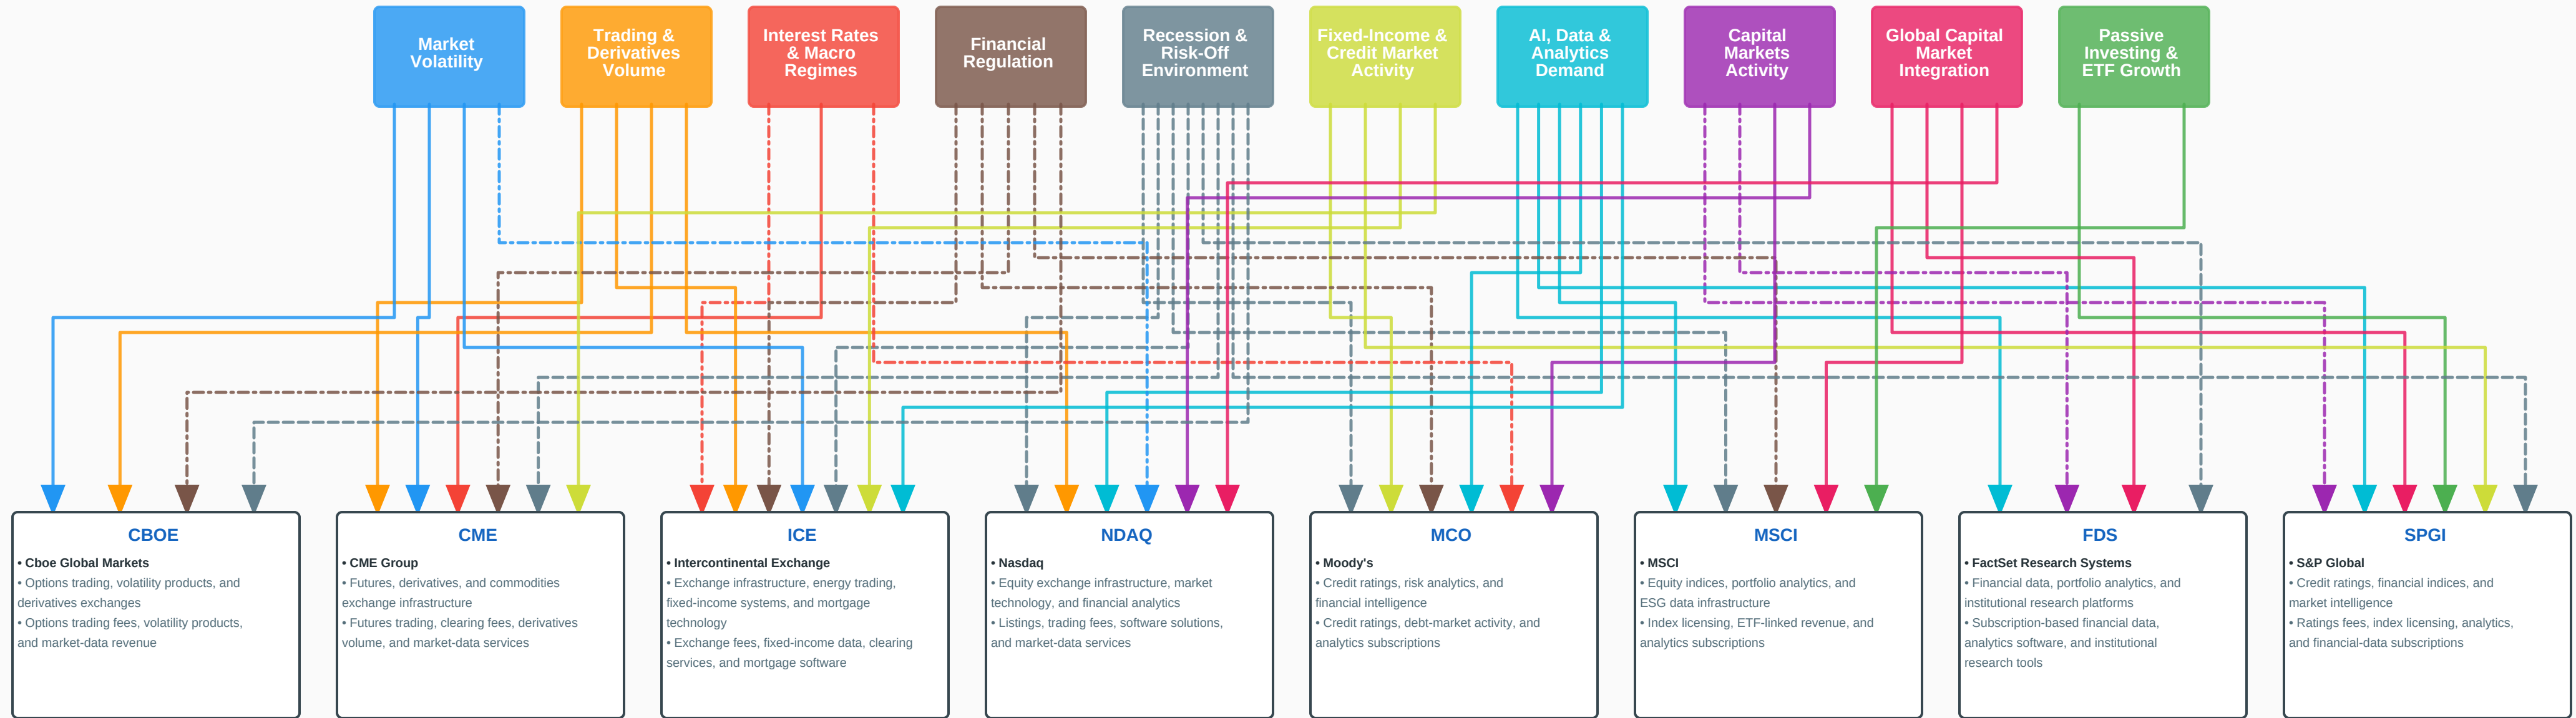 Market
Volatility
Trading &
Derivatives
Volume
Interest Rates
& Macro
Regimes
Financial
Regulation
Recession &
Risk-Off
Environment
Fixed-Income &
Credit Market
Activity
AI, Data &
Analytics
Demand
Capital
Markets
Activity
Global Capital
Market
Integration
Passive
Investing &
ETF Growth
CBOE
• Cboe Global Markets
• Options trading, volatility products, and
derivatives exchanges
• Options trading fees, volatility products,
and market-data revenue
CME
• CME Group
• Futures, derivatives, and commodities
exchange infrastructure
• Futures trading, clearing fees, derivatives
volume, and market-data services
ICE
• Intercontinental Exchange
• Exchange infrastructure, energy trading,
fixed-income systems, and mortgage
technology
• Exchange fees, fixed-income data, clearing
services, and mortgage software
NDAQ
• Nasdaq
• Equity exchange infrastructure, market
technology, and financial analytics
• Listings, trading fees, software solutions,
and market-data services
MCO
• Moody's
• Credit ratings, risk analytics, and
financial intelligence
• Credit ratings, debt-market activity, and
analytics subscriptions
MSCI
• MSCI
• Equity indices, portfolio analytics, and
ESG data infrastructure
• Index licensing, ETF-linked revenue, and
analytics subscriptions
FDS
• FactSet Research Systems
• Financial data, portfolio analytics, and
institutional research platforms
• Subscription-based financial data,
analytics software, and institutional
research tools
SPGI
• S&P Global
• Credit ratings, financial indices, and
market intelligence
• Ratings fees, index licensing, analytics,
and financial-data subscriptions